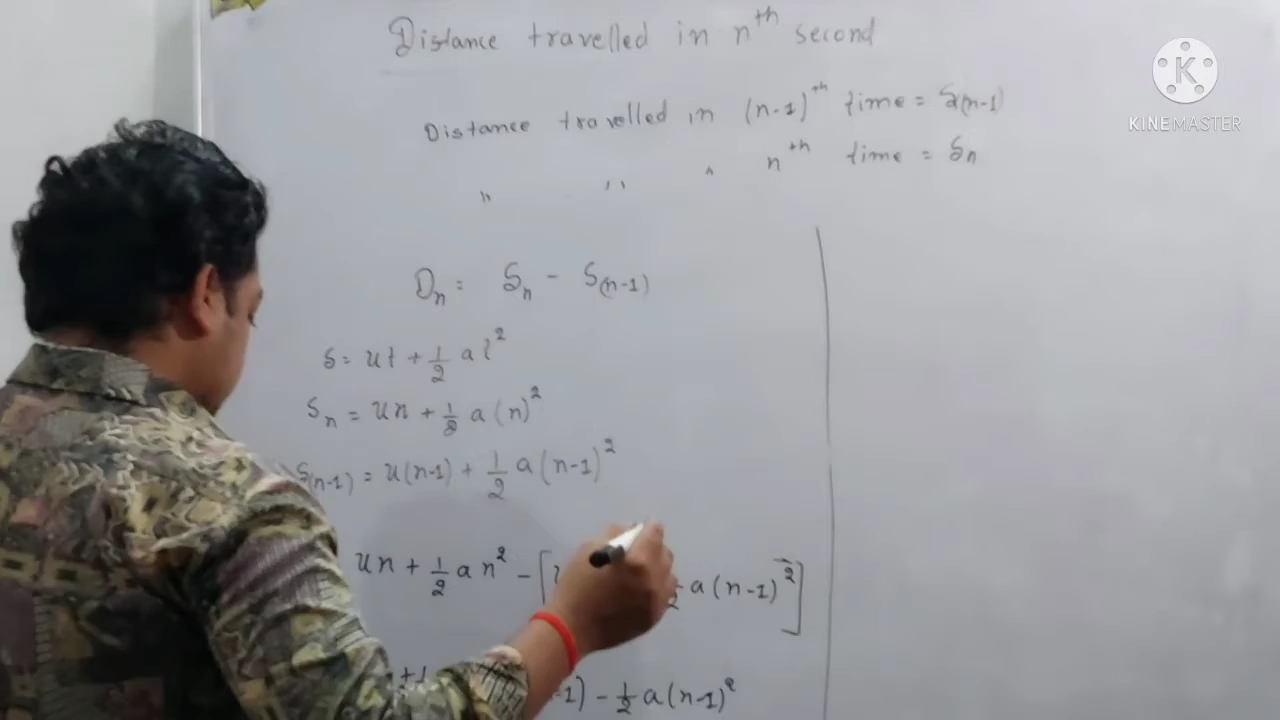 Distance travelled in n^th second
KINEMASTER
Distance travelled in (n-1)^th time = S(n-1)
" " " n^th time = Sn
Dn = Sn - S(n-1)
S = ut + 1/2 at^2
Sn = un + 1/2 a(n)^2
S(n-1) = u(n-1) + 1/2 a(n-1)^2
un + 1/2 an^2 - [ a(n-1)^2]
-1) - 1/2 a(n-1)^2